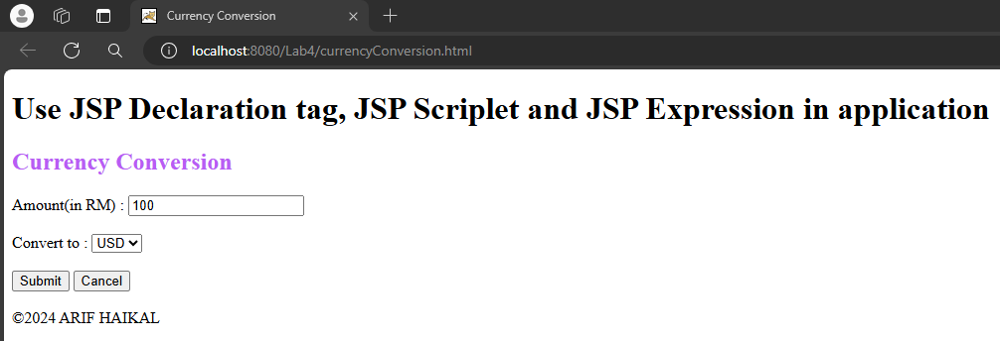 Currency Conversion
localhost:8080/Lab4/currencyConversion.html
Use JSP Declaration tag, JSP Scriplet and JSP Expression in application
Currency Conversion
Amount(in RM) : 100
Convert to : USD
Submit Cancel
©2024 ARIF HAIKAL